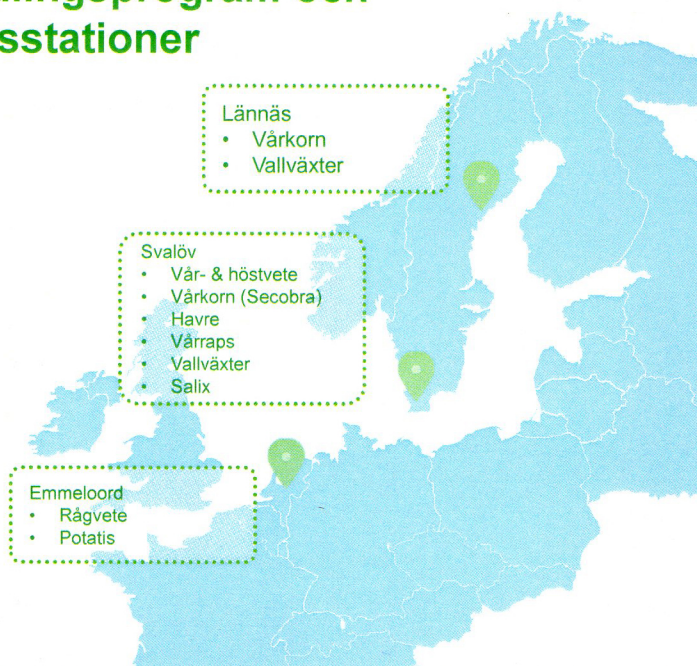 sstationer
Lännäs
• Vårkorn
• Vallväxter
Svalöv
• Vår- & höstvete
• Vårkorn (Secobra)
• Havre
• Vårraps
• Vallväxter
• Salix
Emmeloord
• Rågvete
• Potatis